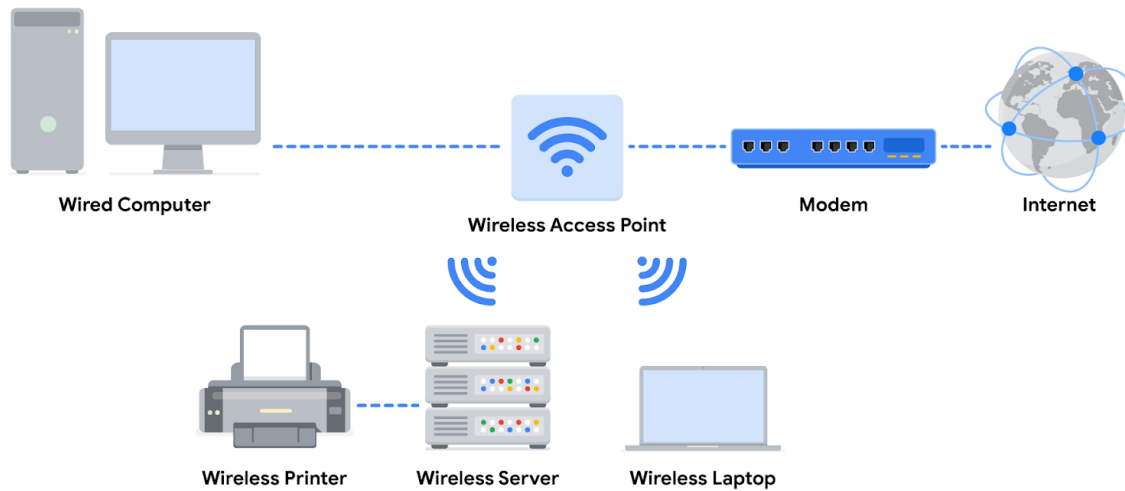 Wired Computer
Wireless Access Point
Modem
Internet
Wireless Printer
Wireless Server
Wireless Laptop